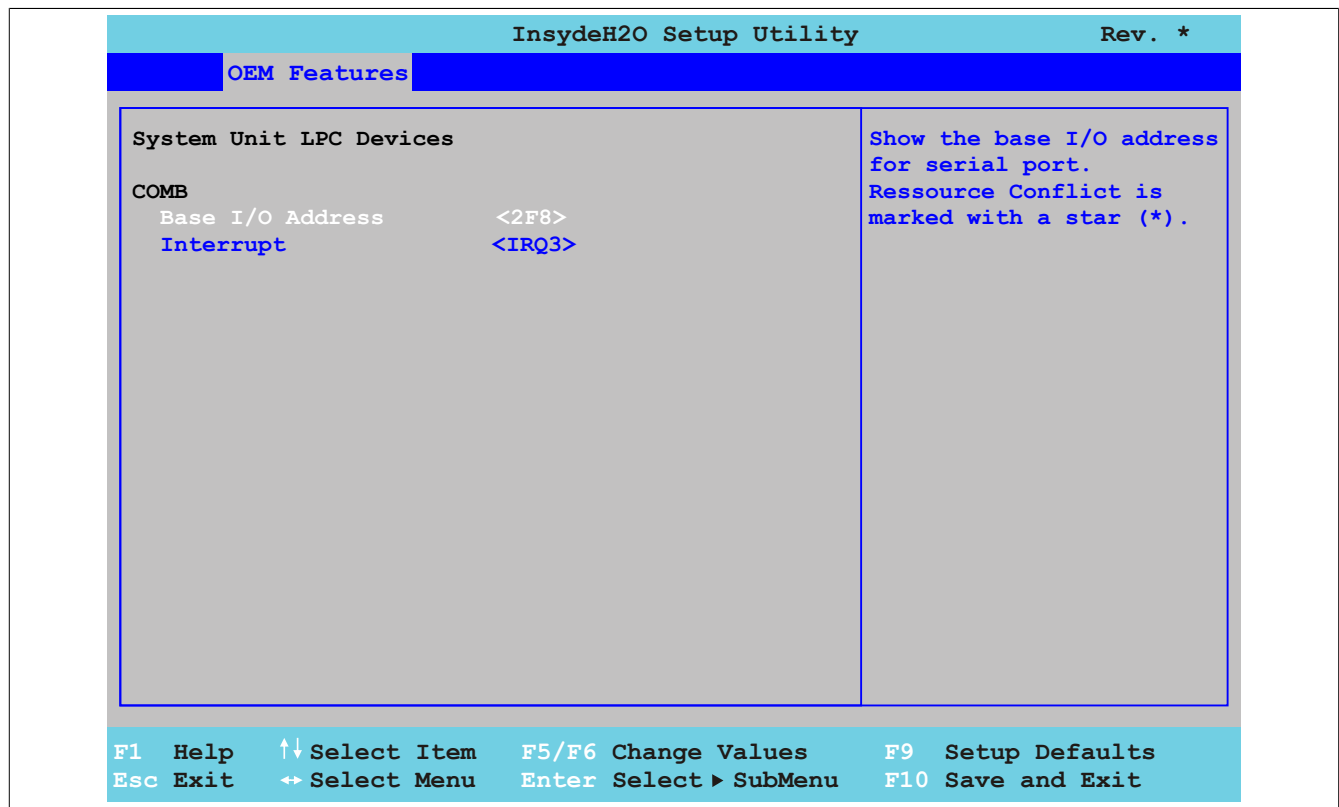 InsydeH2O Setup Utility Rev. *
OEM Features
System Unit LPC Devices
COMB
Base I/O Address <2F8>
Interrupt <IRQ3>
Show the base I/O address
for serial port.
Ressource Conflict is
marked with a star (*).
F1 Help ↑↓ Select Item F5/F6 Change Values F9 Setup Defaults
Esc Exit ↔ Select Menu Enter Select ▶ SubMenu F10 Save and Exit